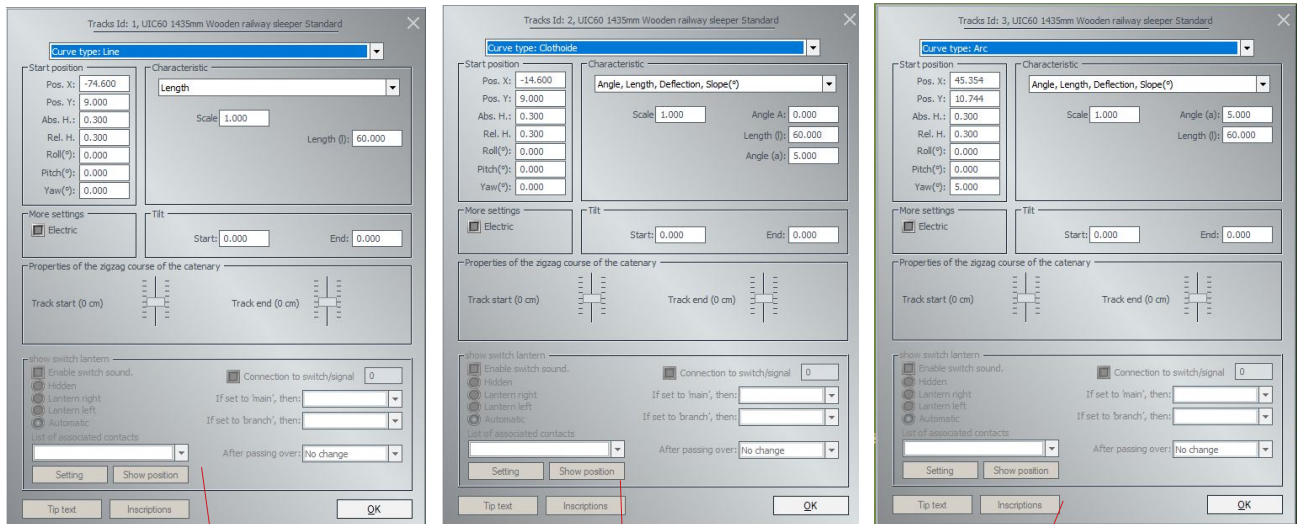 Tracks Id: 1, UIC60 1435mm Wooden railway sleeper Standard
Curve type: Line
Start position
Pos. X: -74.600
Pos. Y: 9.000
Abs. H.: 0.300
Rel. H. 0.300
Roll(°): 0.000
Pitch(°): 0.000
Yaw(°): 0.000
Characteristic
Length
Scale 1.000
Length (l): 60.000
More settings
Electric
Tilt
Start: 0.000 End: 0.000
Properties of the zigzag course of the catenary
Track start (0 cm) Track end (0 cm)
show switch lantern
Enable switch sound.
Hidden
Lantern right
Lantern left
Automatic
Connection to switch/signal 0
If set to 'main', then:
If set to 'branch', then:
List of associated contacts
After passing over: No change
Setting Show position
Tip text Inscriptions OK
Tracks Id: 2, UIC60 1435mm Wooden railway sleeper Standard
Curve type: Clothoide
Start position
Pos. X: -14.600
Pos. Y: 9.000
Abs. H.: 0.300
Rel. H. 0.300
Roll(°): 0.000
Pitch(°): 0.000
Yaw(°): 0.000
Characteristic
Angle, Length, Deflection, Slope(°)
Scale 1.000 Angle A: 0.000
Length (l): 60.000
Angle (a): 5.000
More settings
Electric
Tilt
Start: 0.000 End: 0.000
Properties of the zigzag course of the catenary
Track start (0 cm) Track end (0 cm)
show switch lantern
Enable switch sound.
Hidden
Lantern right
Lantern left
Automatic
Connection to switch/signal 0
If set to 'main', then:
If set to 'branch', then:
List of associated contacts
After passing over: No change
Setting Show position
Tip text Inscriptions OK
Tracks Id: 3, UIC60 1435mm Wooden railway sleeper Standard
Curve type: Arc
Start position
Pos. X: 45.354
Pos. Y: 10.744
Abs. H.: 0.300
Rel. H. 0.300
Roll(°): 0.000
Pitch(°): 0.000
Yaw(°): 5.000
Characteristic
Angle, Length, Deflection, Slope(°)
Scale 1.000 Angle (a): 5.000
Length (l): 60.000
More settings
Electric
Tilt
Start: 0.000 End: 0.000
Properties of the zigzag course of the catenary
Track start (0 cm) Track end (0 cm)
show switch lantern
Enable switch sound.
Hidden
Lantern right
Lantern left
Automatic
Connection to switch/signal 0
If set to 'main', then:
If set to 'branch', then:
List of associated contacts
After passing over: No change
Setting Show position
Tip text Inscriptions OK